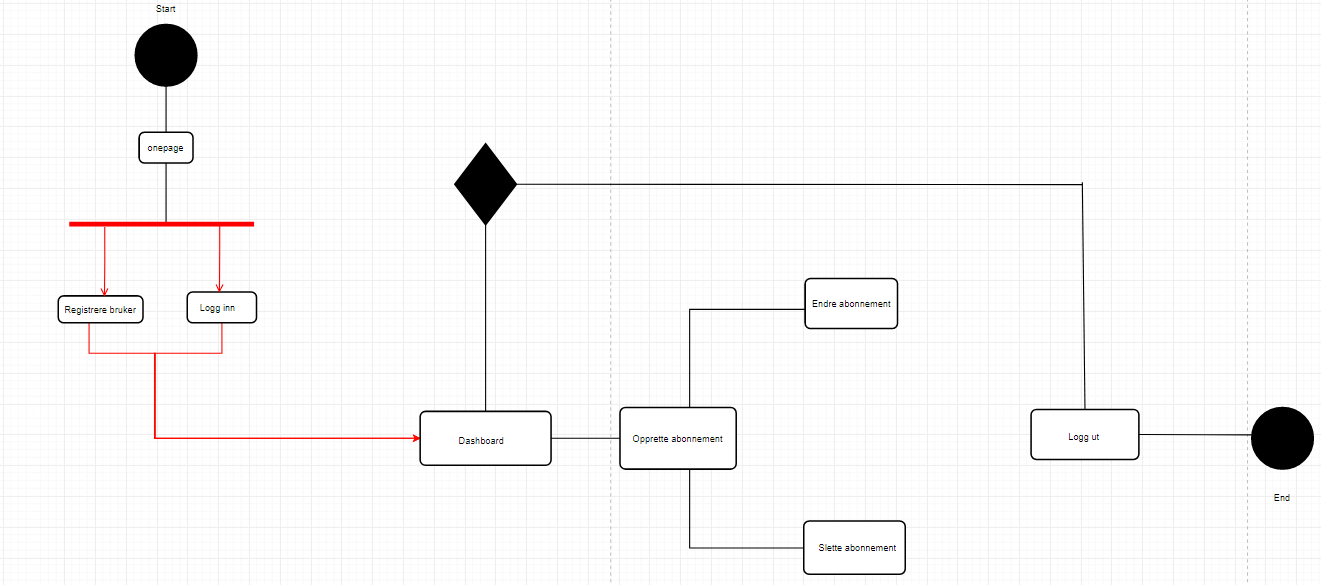 Start
onepage
Registrere bruker
Logg inn
Endre abonnement
Dashboard
Opprette abonnement
Logg ut
End
Slette abonnement